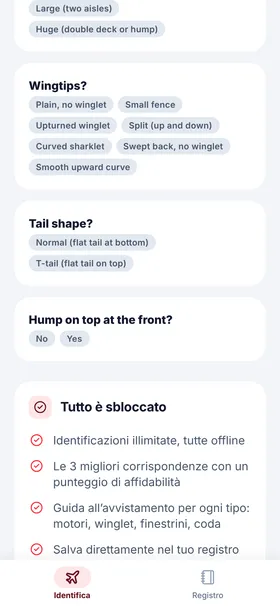 Large (two aisles)
Huge (double deck or hump)
Wingtips?
Plain, no winglet
Small fence
Upturned winglet
Split (up and down)
Curved sharklet
Swept back, no winglet
Smooth upward curve
Tail shape?
Normal (flat tail at bottom)
T-tail (flat tail on top)
Hump on top at the front?
No
Yes
Tutto è sbloccato
Identificazioni illimitate, tutte offline
Le 3 migliori corrispondenze con un
punteggio di affidabilità
Guida all'avvistamento per ogni tipo:
motori, winglet, finestrini, coda
Salva direttamente nel tuo registro
Identifica
Registro